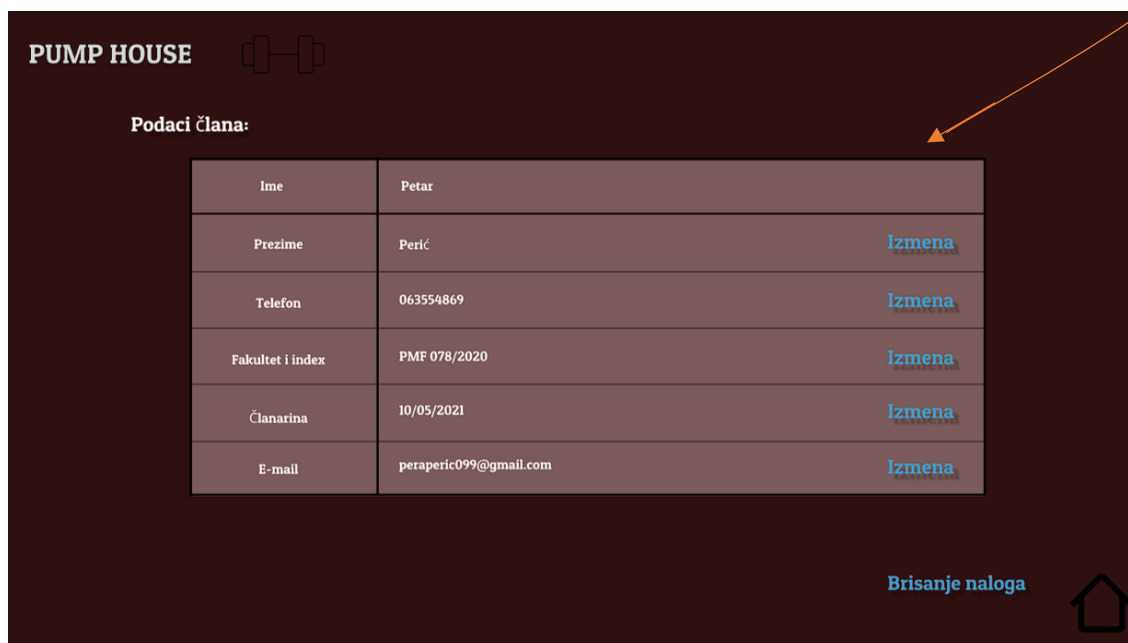 PUMP HOUSE
Podaci člana:
Ime Petar
Prezime Perić Izmena
Telefon 063554869 Izmena
Fakultet i index PMF 078/2020 Izmena
Članarina 10/05/2021 Izmena
E-mail peraperic099@gmail.com Izmena
Brisanje naloga